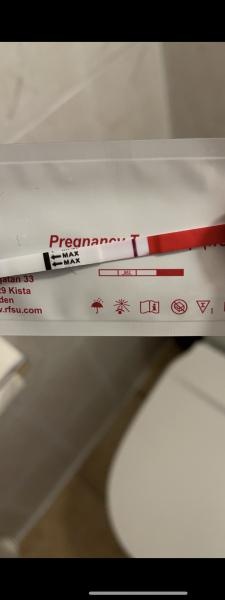 Pregnancy T
MAX
MAX
gatan 33
29 Kista
den
w.rfsu.com